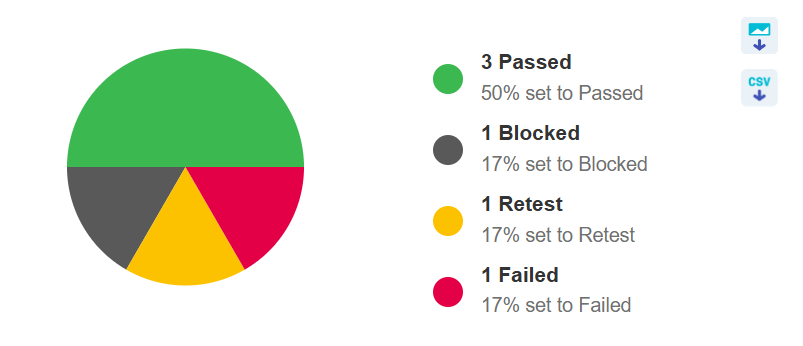 3 Passed
50% set to Passed
1 Blocked
17% set to Blocked
1 Retest
17% set to Retest
1 Failed
17% set to Failed
CSV